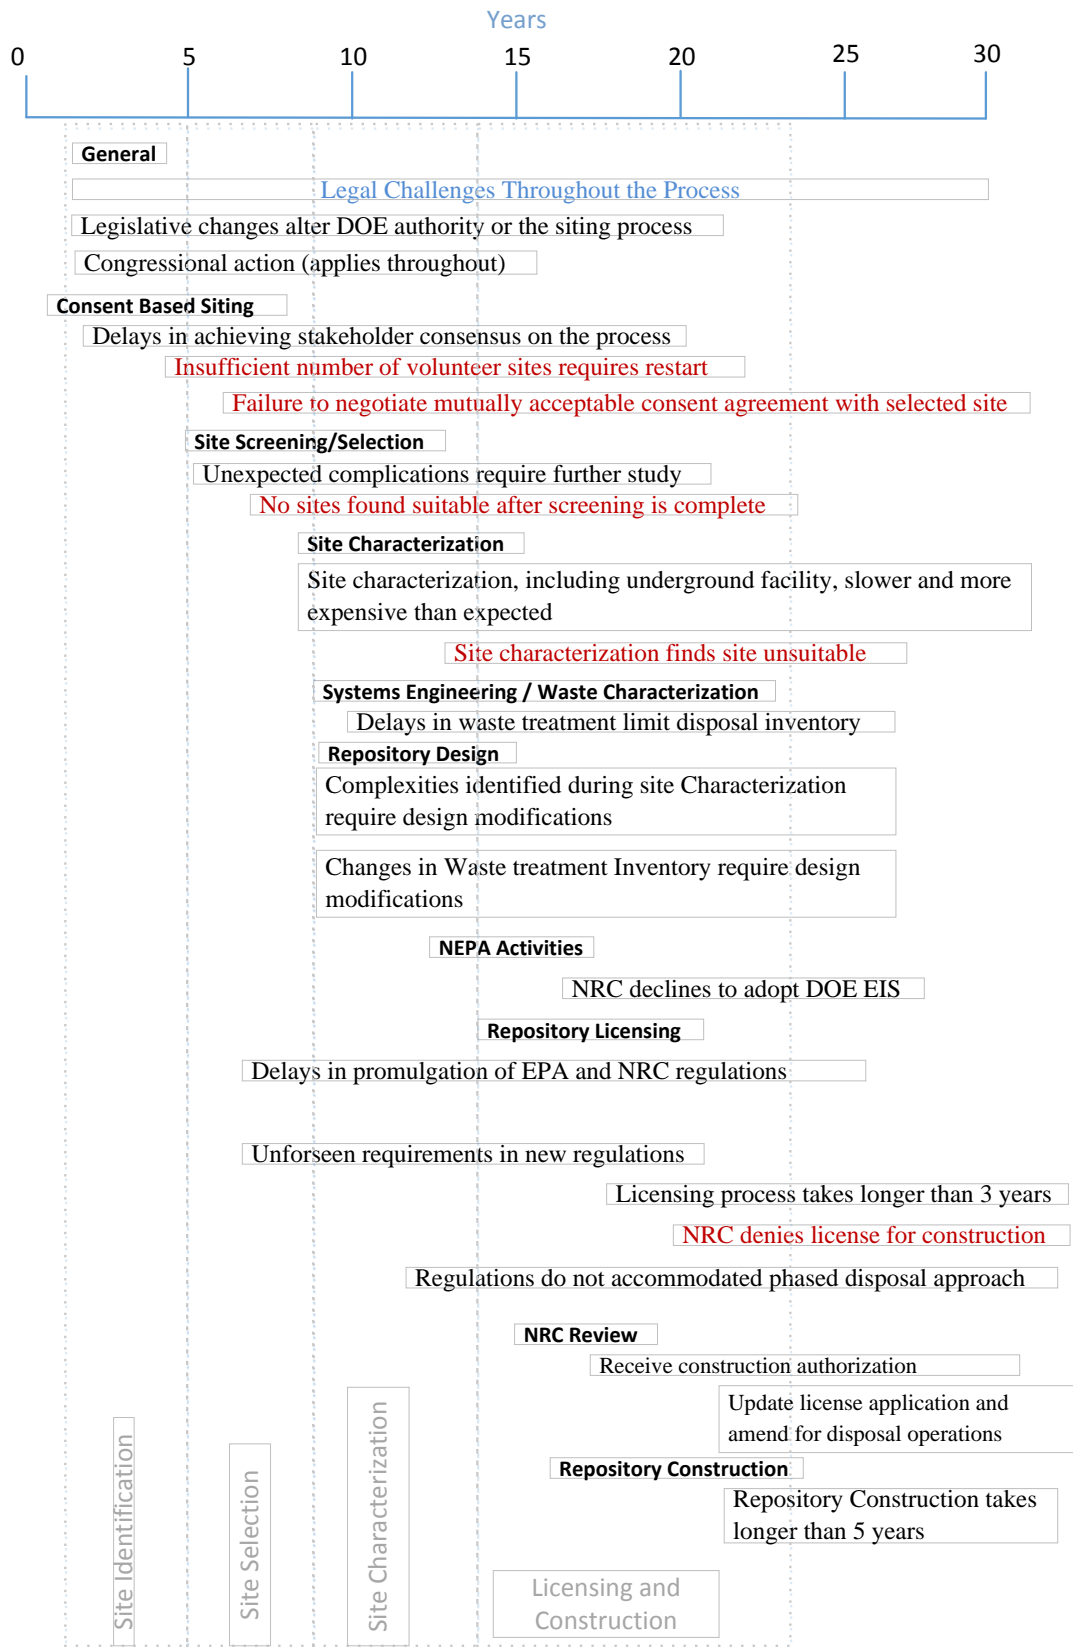 Years
0 5 10 15 20 25 30
General
Legal Challenges Throughout the Process
Legislative changes alter DOE authority or the siting process
Congressional action (applies throughout)
Consent Based Siting
Delays in achieving stakeholder consensus on the process
Insufficient number of volunteer sites requires restart
Failure to negotiate mutually acceptable consent agreement with selected site
Site Screening/Selection
Unexpected complications require further study
No sites found suitable after screening is complete
Site Characterization
Site characterization, including underground facility, slower and more
expensive than expected
Site characterization finds site unsuitable
Systems Engineering / Waste Characterization
Delays in waste treatment limit disposal inventory
Repository Design
Complexities identified during site Characterization
require design modifications
Changes in Waste treatment Inventory require design
modifications
NEPA Activities
NRC declines to adopt DOE EIS
Repository Licensing
Delays in promulgation of EPA and NRC regulations
Unforseen requirements in new regulations
Licensing process takes longer than 3 years
NRC denies license for construction
Regulations do not accommodated phased disposal approach
NRC Review
Receive construction authorization
Update license application and
amend for disposal operations
Repository Construction
Repository Construction takes
longer than 5 years
Site Identification
Site Selection
Site Characterization
Licensing and
Construction